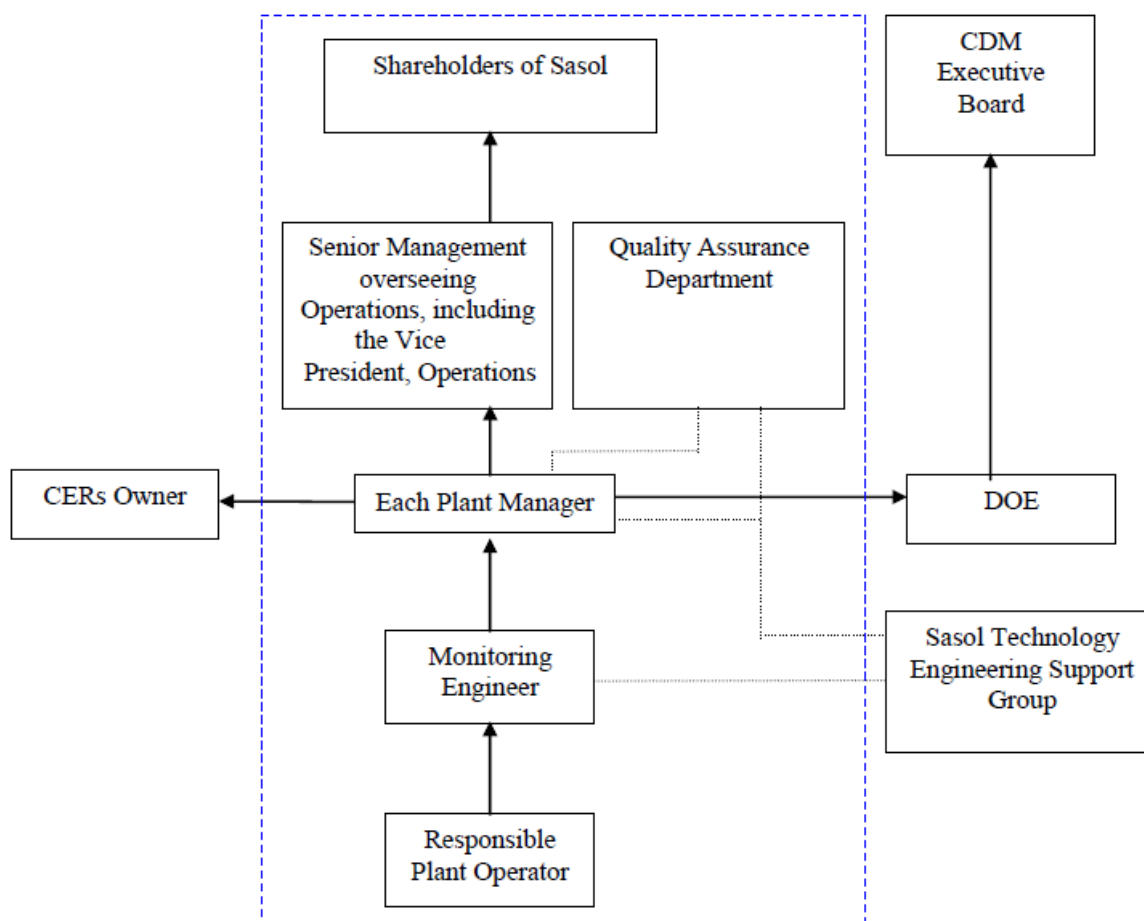 Shareholders of Sasol
CDM
Executive
Board
Senior Management
overseeing
Operations, including
the Vice
President, Operations
Quality Assurance
Department
CERs Owner
Each Plant Manager
DOE
Monitoring
Engineer
Sasol Technology
Engineering Support
Group
Responsible
Plant Operator